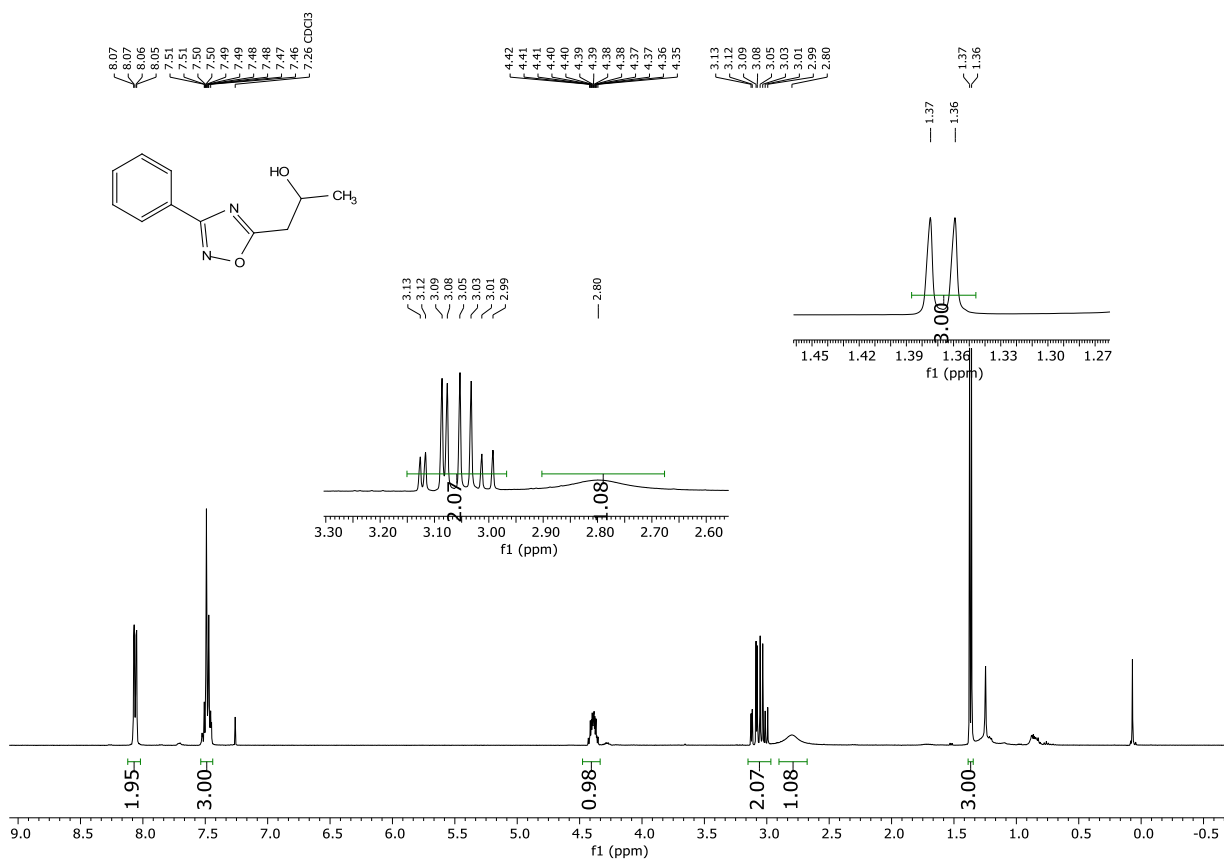 8.07 8.07 8.06 8.05 7.51 7.51 7.50 7.50 7.49 7.49 7.48 7.48 7.47 7.46 7.26 CDCl3
4.42 4.41 4.41 4.40 4.40 4.39 4.39 4.38 4.38 4.37 4.37 4.36 4.35
3.13 3.12 3.09 3.08 3.05 3.03 3.01 2.99 2.80
1.37 1.36
1.37 1.36
HO
CH3
N
N
O
3.00
1.45 1.42 1.39 1.36 1.33 1.30 1.27
f1 (ppm)
3.13 3.12 3.09 3.08 3.05 3.03 3.01 2.99 2.80
2.07 1.08
3.30 3.20 3.10 3.00 2.90 2.80 2.70 2.60
f1 (ppm)
1.95 3.00 0.98 2.07 1.08 3.00
9.0 8.5 8.0 7.5 7.0 6.5 6.0 5.5 5.0 4.5 4.0 3.5 3.0 2.5 2.0 1.5 1.0 0.5 0.0 -0.5
f1 (ppm)